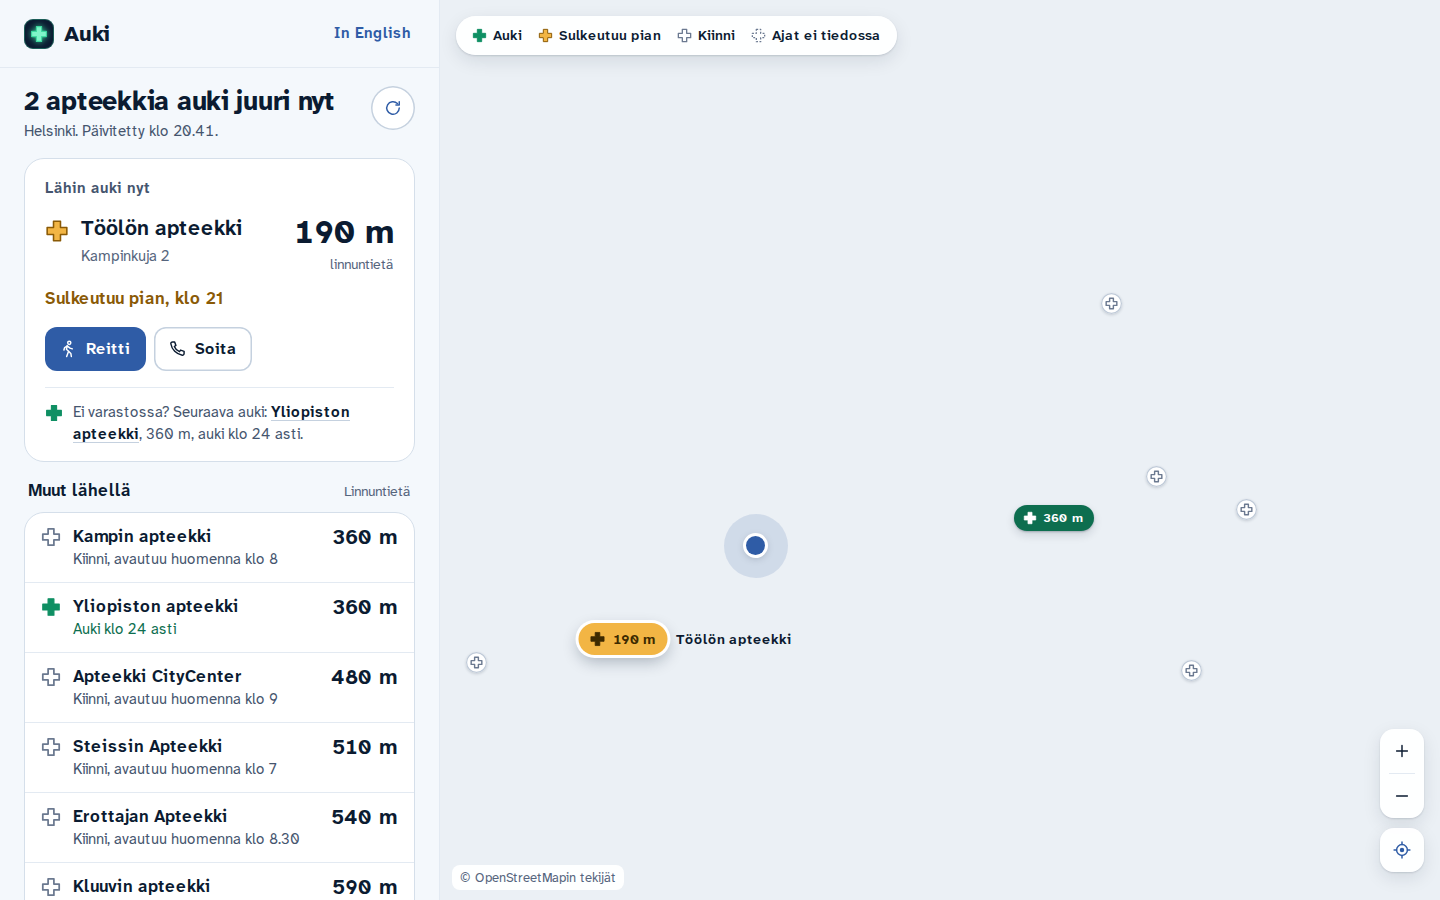 Auki
In English
2 apteekkia auki juuri nyt
Helsinki. Päivitetty klo 20.41.
Lähin auki nyt
Töölön apteekki
190 m
Kampinkuja 2
linnuntietä
Sulkeutuu pian, klo 21
Reitti
Soita
Ei varastossa? Seuraava auki: Yliopiston
apteekki, 360 m, auki klo 24 asti.
Muut lähellä
Linnuntietä
Kampin apteekki
360 m
Kiinni, avautuu huomenna klo 8
Yliopiston apteekki
360 m
Auki klo 24 asti
Apteekki CityCenter
480 m
Kiinni, avautuu huomenna klo 9
Steissin Apteekki
510 m
Kiinni, avautuu huomenna klo 7
Erottajan Apteekki
540 m
Kiinni, avautuu huomenna klo 8.30
Kluuvin apteekki
590 m
Auki
Sulkeutuu pian
Kiinni
Ajat ei tiedossa
360 m
190 m
Töölön apteekki
© OpenStreetMapin tekijät